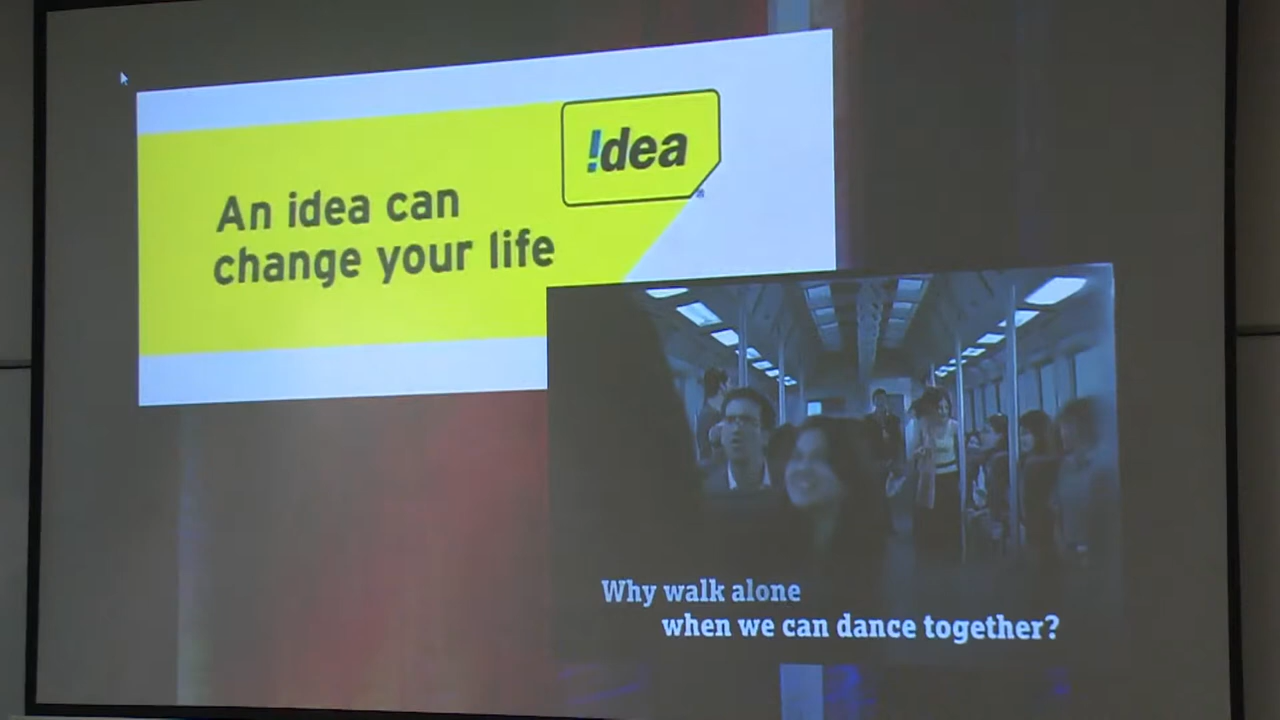 !dea
An idea can
change your life
Why walk alone
when we can dance together?